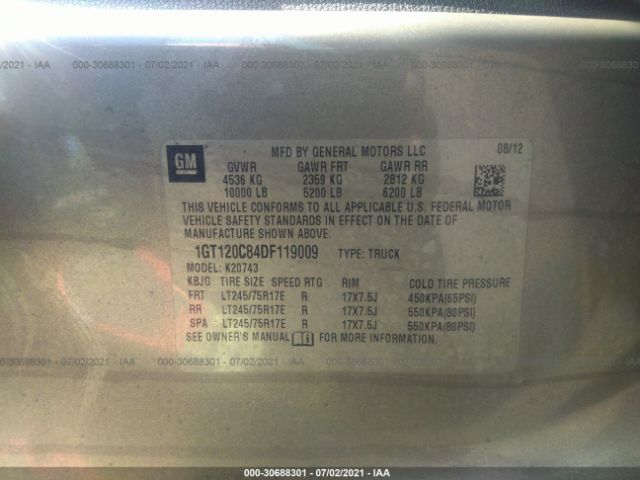 000-30688301 - 07/02/2021 - IAA
000-30688301 - 07/02/2021 - IAA
GM
MFD BY GENERAL MOTORS LLC 08/12
GVWR GAWR FRT GAWR RR
4536 KG 2359 KG 2812 KG
10000 LB 5200 LB 6200 LB
THIS VEHICLE CONFORMS TO ALL APPLICABLE U.S. FEDERAL MOTOR
VEHICLE SAFETY STANDARDS IN EFFECT ON THE DATE OF
MANUFACTURE SHOWN ABOVE.
1GT120C84DF119009 TYPE: TRUCK
MODEL: K20743
KBJG TIRE SIZE SPEED RTG RIM COLD TIRE PRESSURE
FRT LT245/75R17E R 17X7.5J 450KPA(65PSI)
RR LT245/75R17E R 17X7.5J 550KPA(80PSI)
SPA LT245/75R17E R 17X7.5J 550KPA(80PSI)
SEE OWNER'S MANUAL FOR MORE INFORMATION.
000-30688301 - 07/02/2021 - IAA
000-30688301 - 07/02/2021 - IAA
000-30688301 - 07/02/2021 - IAA